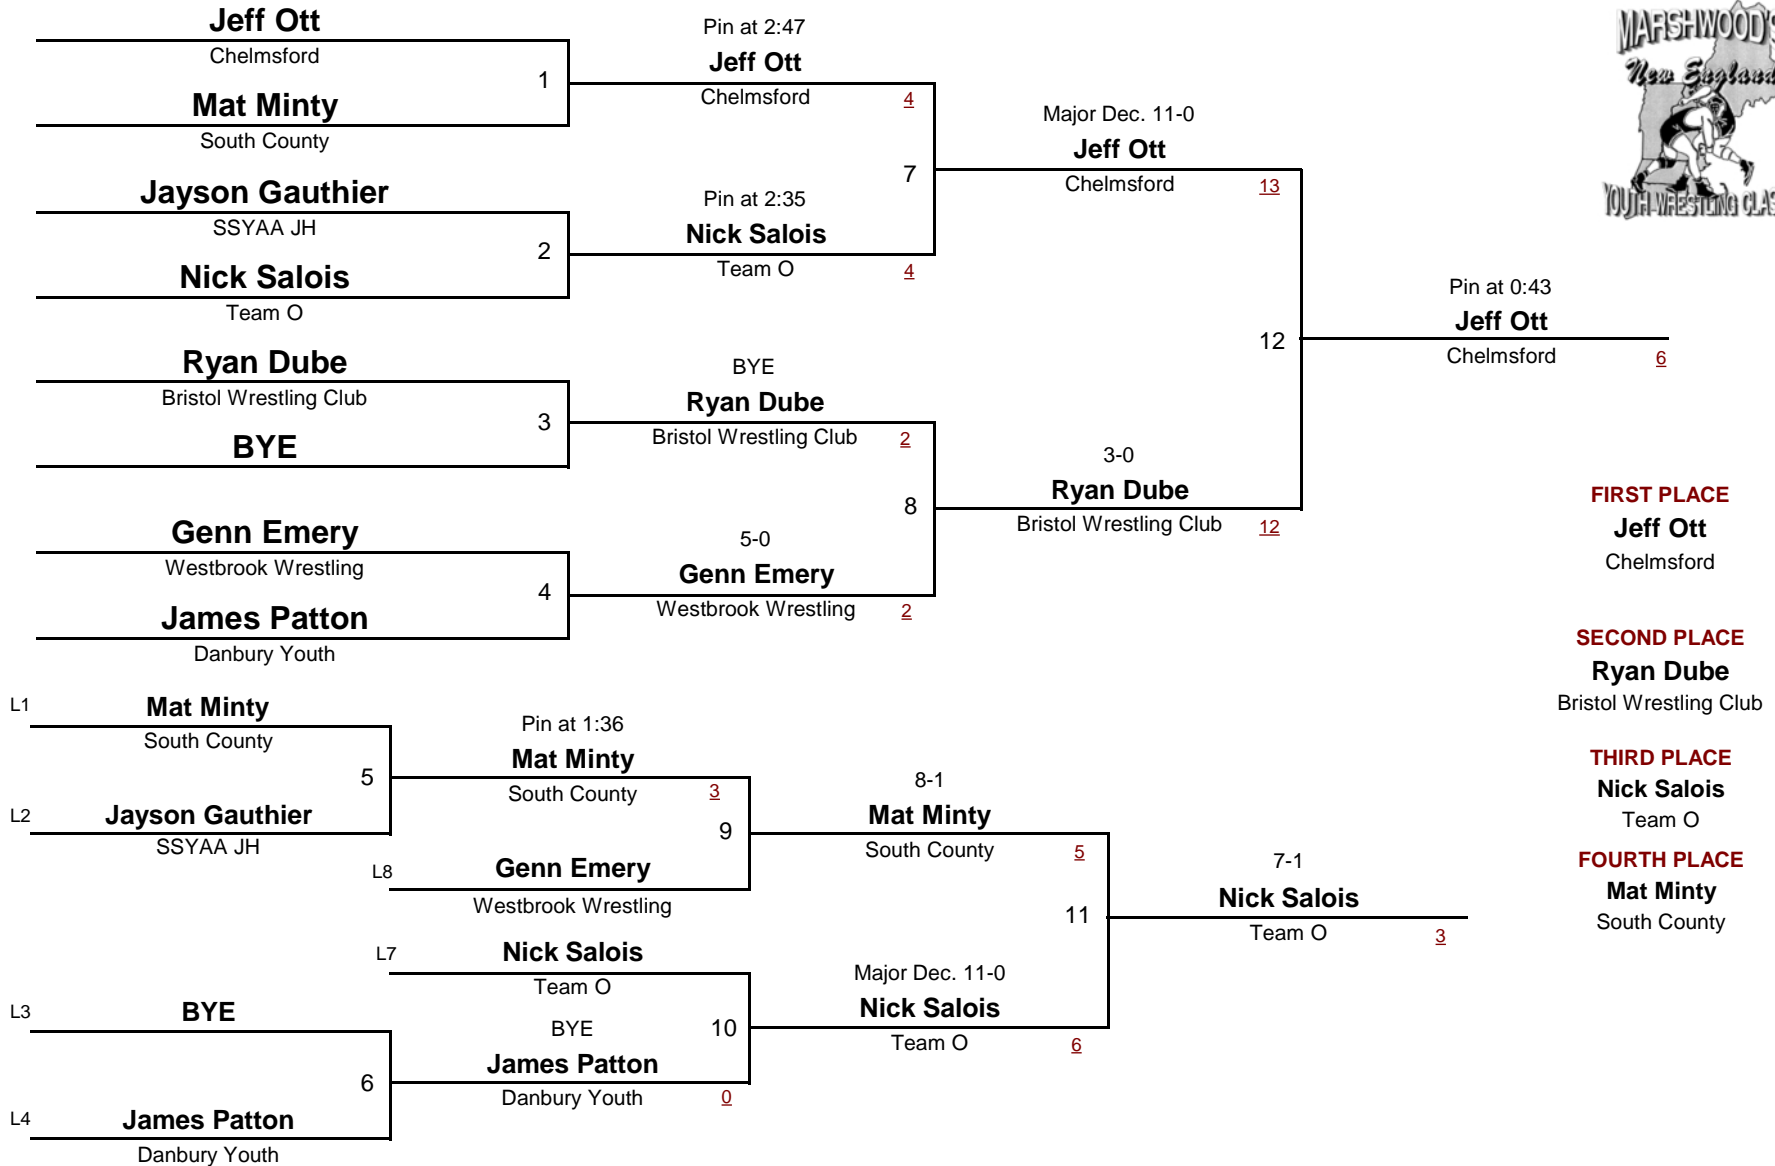 Jeff Ott
Chelmsford
1
Mat Minty
South County
Jayson Gauthier
SSYAA JH
2
Nick Salois
Team O
Ryan Dube
Bristol Wrestling Club
3
BYE
Genn Emery
Westbrook Wrestling
4
James Patton
Danbury Youth
Pin at 2:47
Jeff Ott
Chelmsford 4
7
Pin at 2:35
Nick Salois
Team O 4
BYE
Ryan Dube
Bristol Wrestling Club 2
8
5-0
Genn Emery
Westbrook Wrestling 2
Major Dec. 11-0
Jeff Ott
Chelmsford 13
12
3-0
Ryan Dube
Bristol Wrestling Club 12
Pin at 0:43
Jeff Ott
Chelmsford 6
MARSHWOOD'S
New England
YOUTH WRESTLING CLAS
FIRST PLACE
Jeff Ott
Chelmsford
SECOND PLACE
Ryan Dube
Bristol Wrestling Club
THIRD PLACE
Nick Salois
Team O
FOURTH PLACE
Mat Minty
South County
L1 Mat Minty
South County
5
L2 Jayson Gauthier
SSYAA JH
L3 BYE
6
L4 James Patton
Danbury Youth
Pin at 1:36
Mat Minty
South County 3
9
L8 Genn Emery
Westbrook Wrestling
L7 Nick Salois
Team O
BYE 10
James Patton
Danbury Youth 0
8-1
Mat Minty
South County 5
11
Major Dec. 11-0
Nick Salois
Team O 6
7-1
Nick Salois
Team O 3